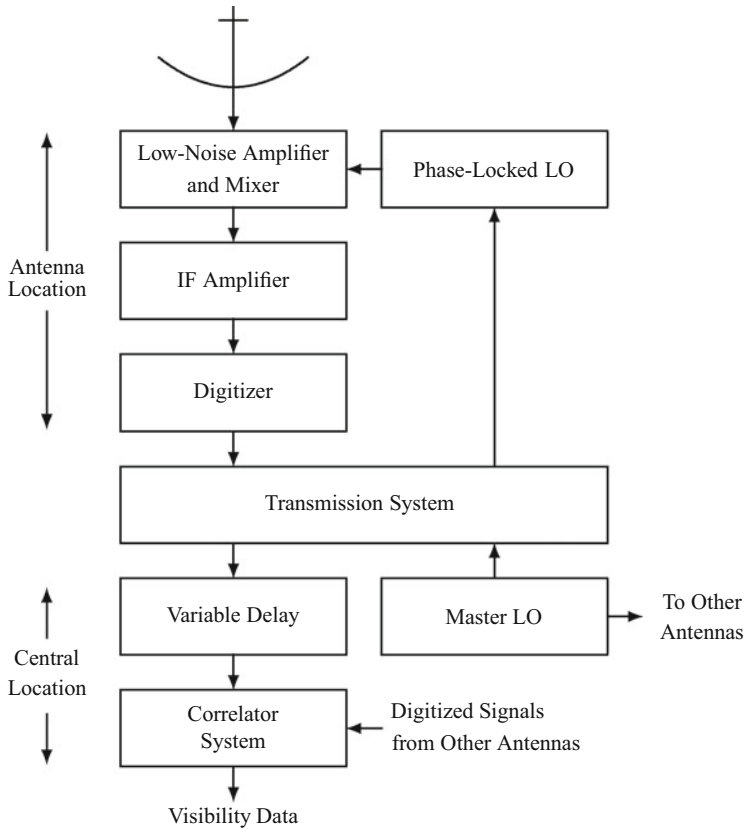 Low-Noise Amplifier
and Mixer
Phase-Locked LO
Antenna
Location
IF Amplifier
Digitizer
Transmission System
Variable Delay
Master LO
To Other
Antennas
Central
Location
Correlator
System
Digitized Signals
from Other Antennas
Visibility Data